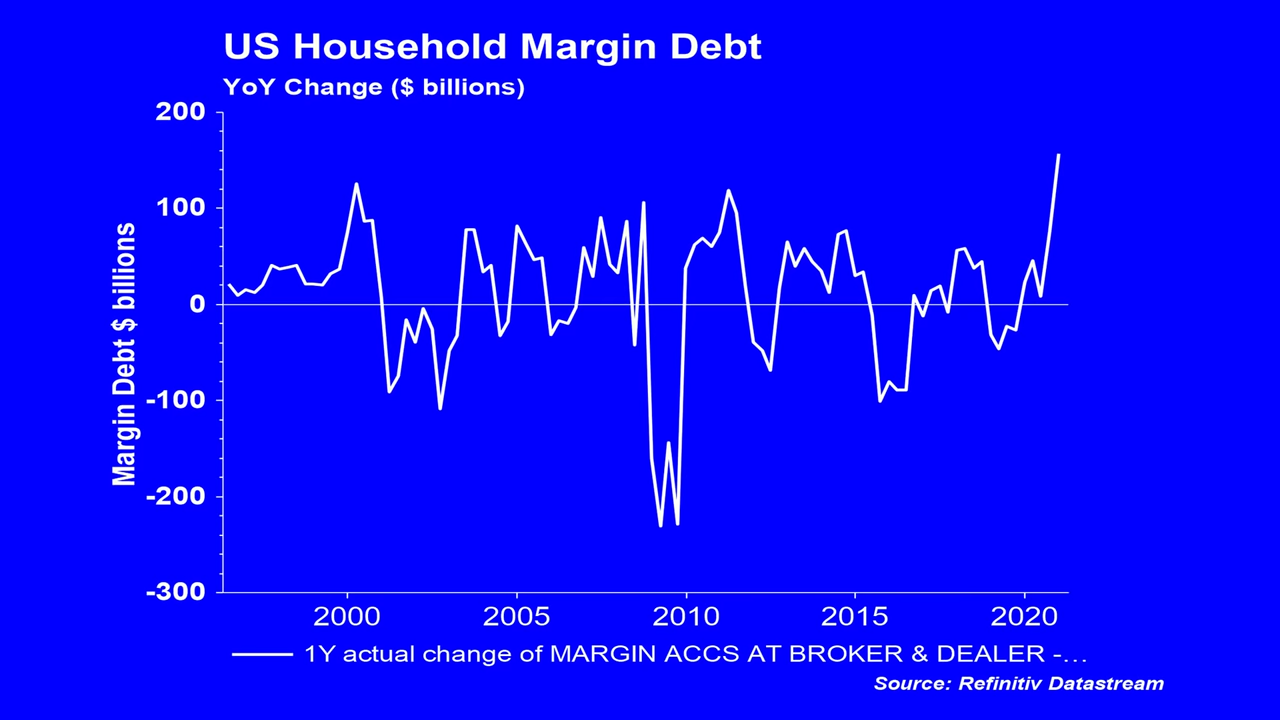 US Household Margin Debt
YoY Change ($ billions)
200
100
0
-100
-200
-300
Margin Debt $ billions
2000 2005 2010 2015 2020
1Y actual change of MARGIN ACCS AT BROKER & DEALER -...
Source: Refinitiv Datastream